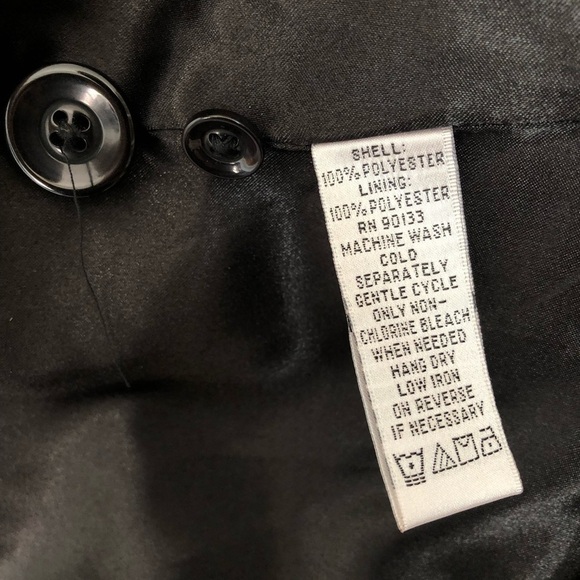 SHELL:
100% POLYESTER
LINING:
100% POLYESTER
RN 90133
MACHINE WASH
COLD
SEPARATELY
GENTLE CYCLE
ONLY NON-
CHLORINE BLEACH
WHEN NEEDED
HANG DRY
LOW IRON
ON REVERSE
IF NECESSARY